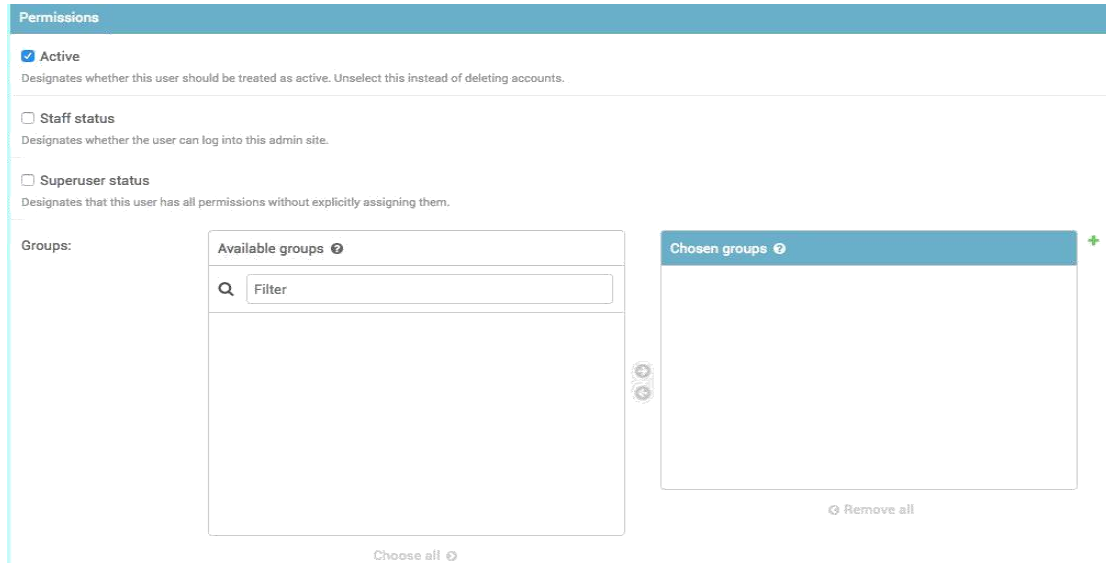 Permissions
Active
Designates whether this user should be treated as active. Unselect this instead of deleting accounts.
Staff status
Designates whether the user can log into this admin site.
Superuser status
Designates that this user has all permissions without explicitly assigning them.
Groups:
Available groups
Chosen groups
Filter
Remove all
Choose all